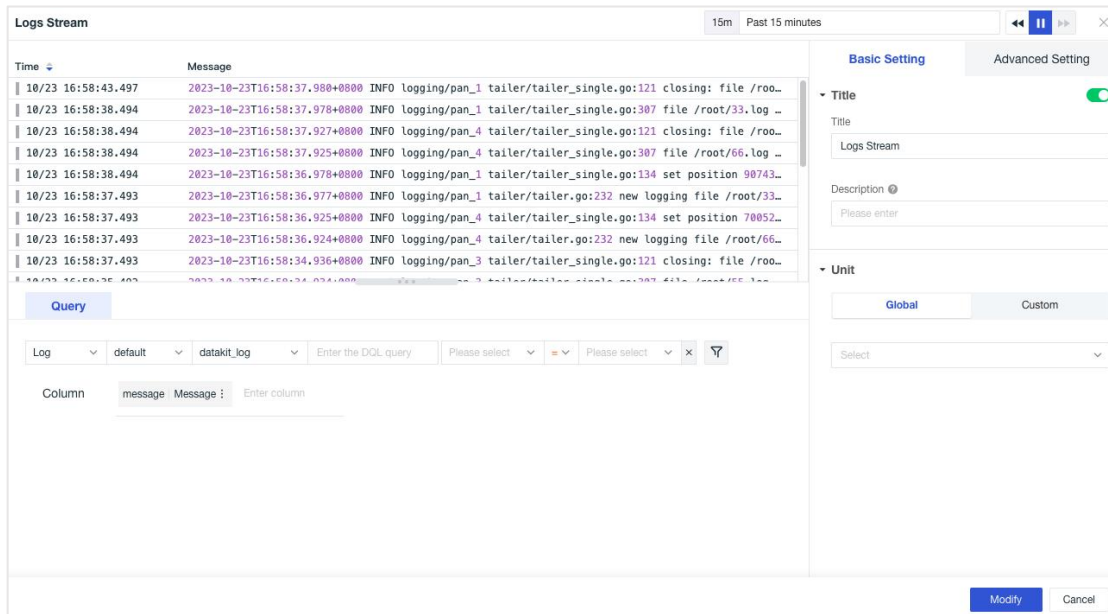 Logs Stream
15m Past 15 minutes
Basic Setting
Advanced Setting
Time Message
10/23 16:58:43.497 2023-10-23T16:58:37.980+0800 INFO logging/pan_1 tailer/tailer_single.go:121 closing: file /roo…
10/23 16:58:38.494 2023-10-23T16:58:37.978+0800 INFO logging/pan_1 tailer/tailer_single.go:307 file /root/33.log …
10/23 16:58:38.494 2023-10-23T16:58:37.927+0800 INFO logging/pan_4 tailer/tailer_single.go:121 closing: file /roo…
10/23 16:58:38.494 2023-10-23T16:58:37.925+0800 INFO logging/pan_4 tailer/tailer_single.go:307 file /root/66.log …
10/23 16:58:38.494 2023-10-23T16:58:36.978+0800 INFO logging/pan_1 tailer/tailer_single.go:134 set position 90743…
10/23 16:58:37.493 2023-10-23T16:58:36.977+0800 INFO logging/pan_1 tailer/tailer.go:232 new logging file /root/33…
10/23 16:58:37.493 2023-10-23T16:58:36.925+0800 INFO logging/pan_4 tailer/tailer_single.go:134 set position 70052…
10/23 16:58:37.493 2023-10-23T16:58:36.924+0800 INFO logging/pan_4 tailer/tailer.go:232 new logging file /root/66…
10/23 16:58:37.493 2023-10-23T16:58:34.936+0800 INFO logging/pan_3 tailer/tailer_single.go:121 closing: file /roo…
Title
Title
Logs Stream
Description
Please enter
Unit
Global Custom
Select
Query
Log default datakit_log Enter the DQL query Please select = Please select
Column message Message Enter column
Modify Cancel